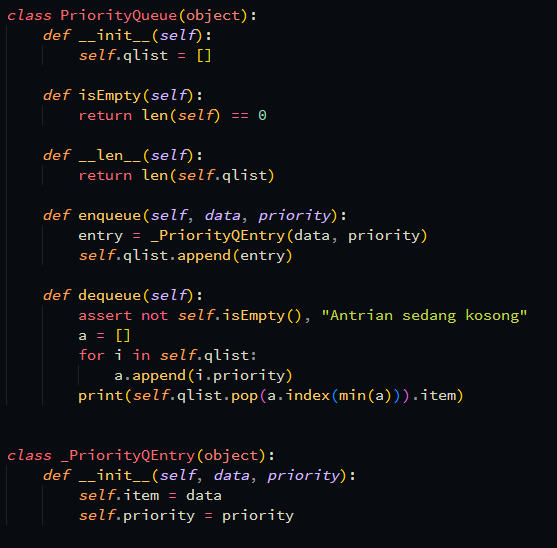 class PriorityQueue(object):
    def __init__(self):
        self.qlist = []

    def isEmpty(self):
        return len(self) == 0

    def __len__(self):
        return len(self.qlist)

    def enqueue(self, data, priority):
        entry = _PriorityQEntry(data, priority)
        self.qlist.append(entry)

    def dequeue(self):
        assert not self.isEmpty(), "Antrian sedang kosong"
        a = []
        for i in self.qlist:
            a.append(i.priority)
        print(self.qlist.pop(a.index(min(a))).item)


class _PriorityQEntry(object):
    def __init__(self, data, priority):
        self.item = data
        self.priority = priority